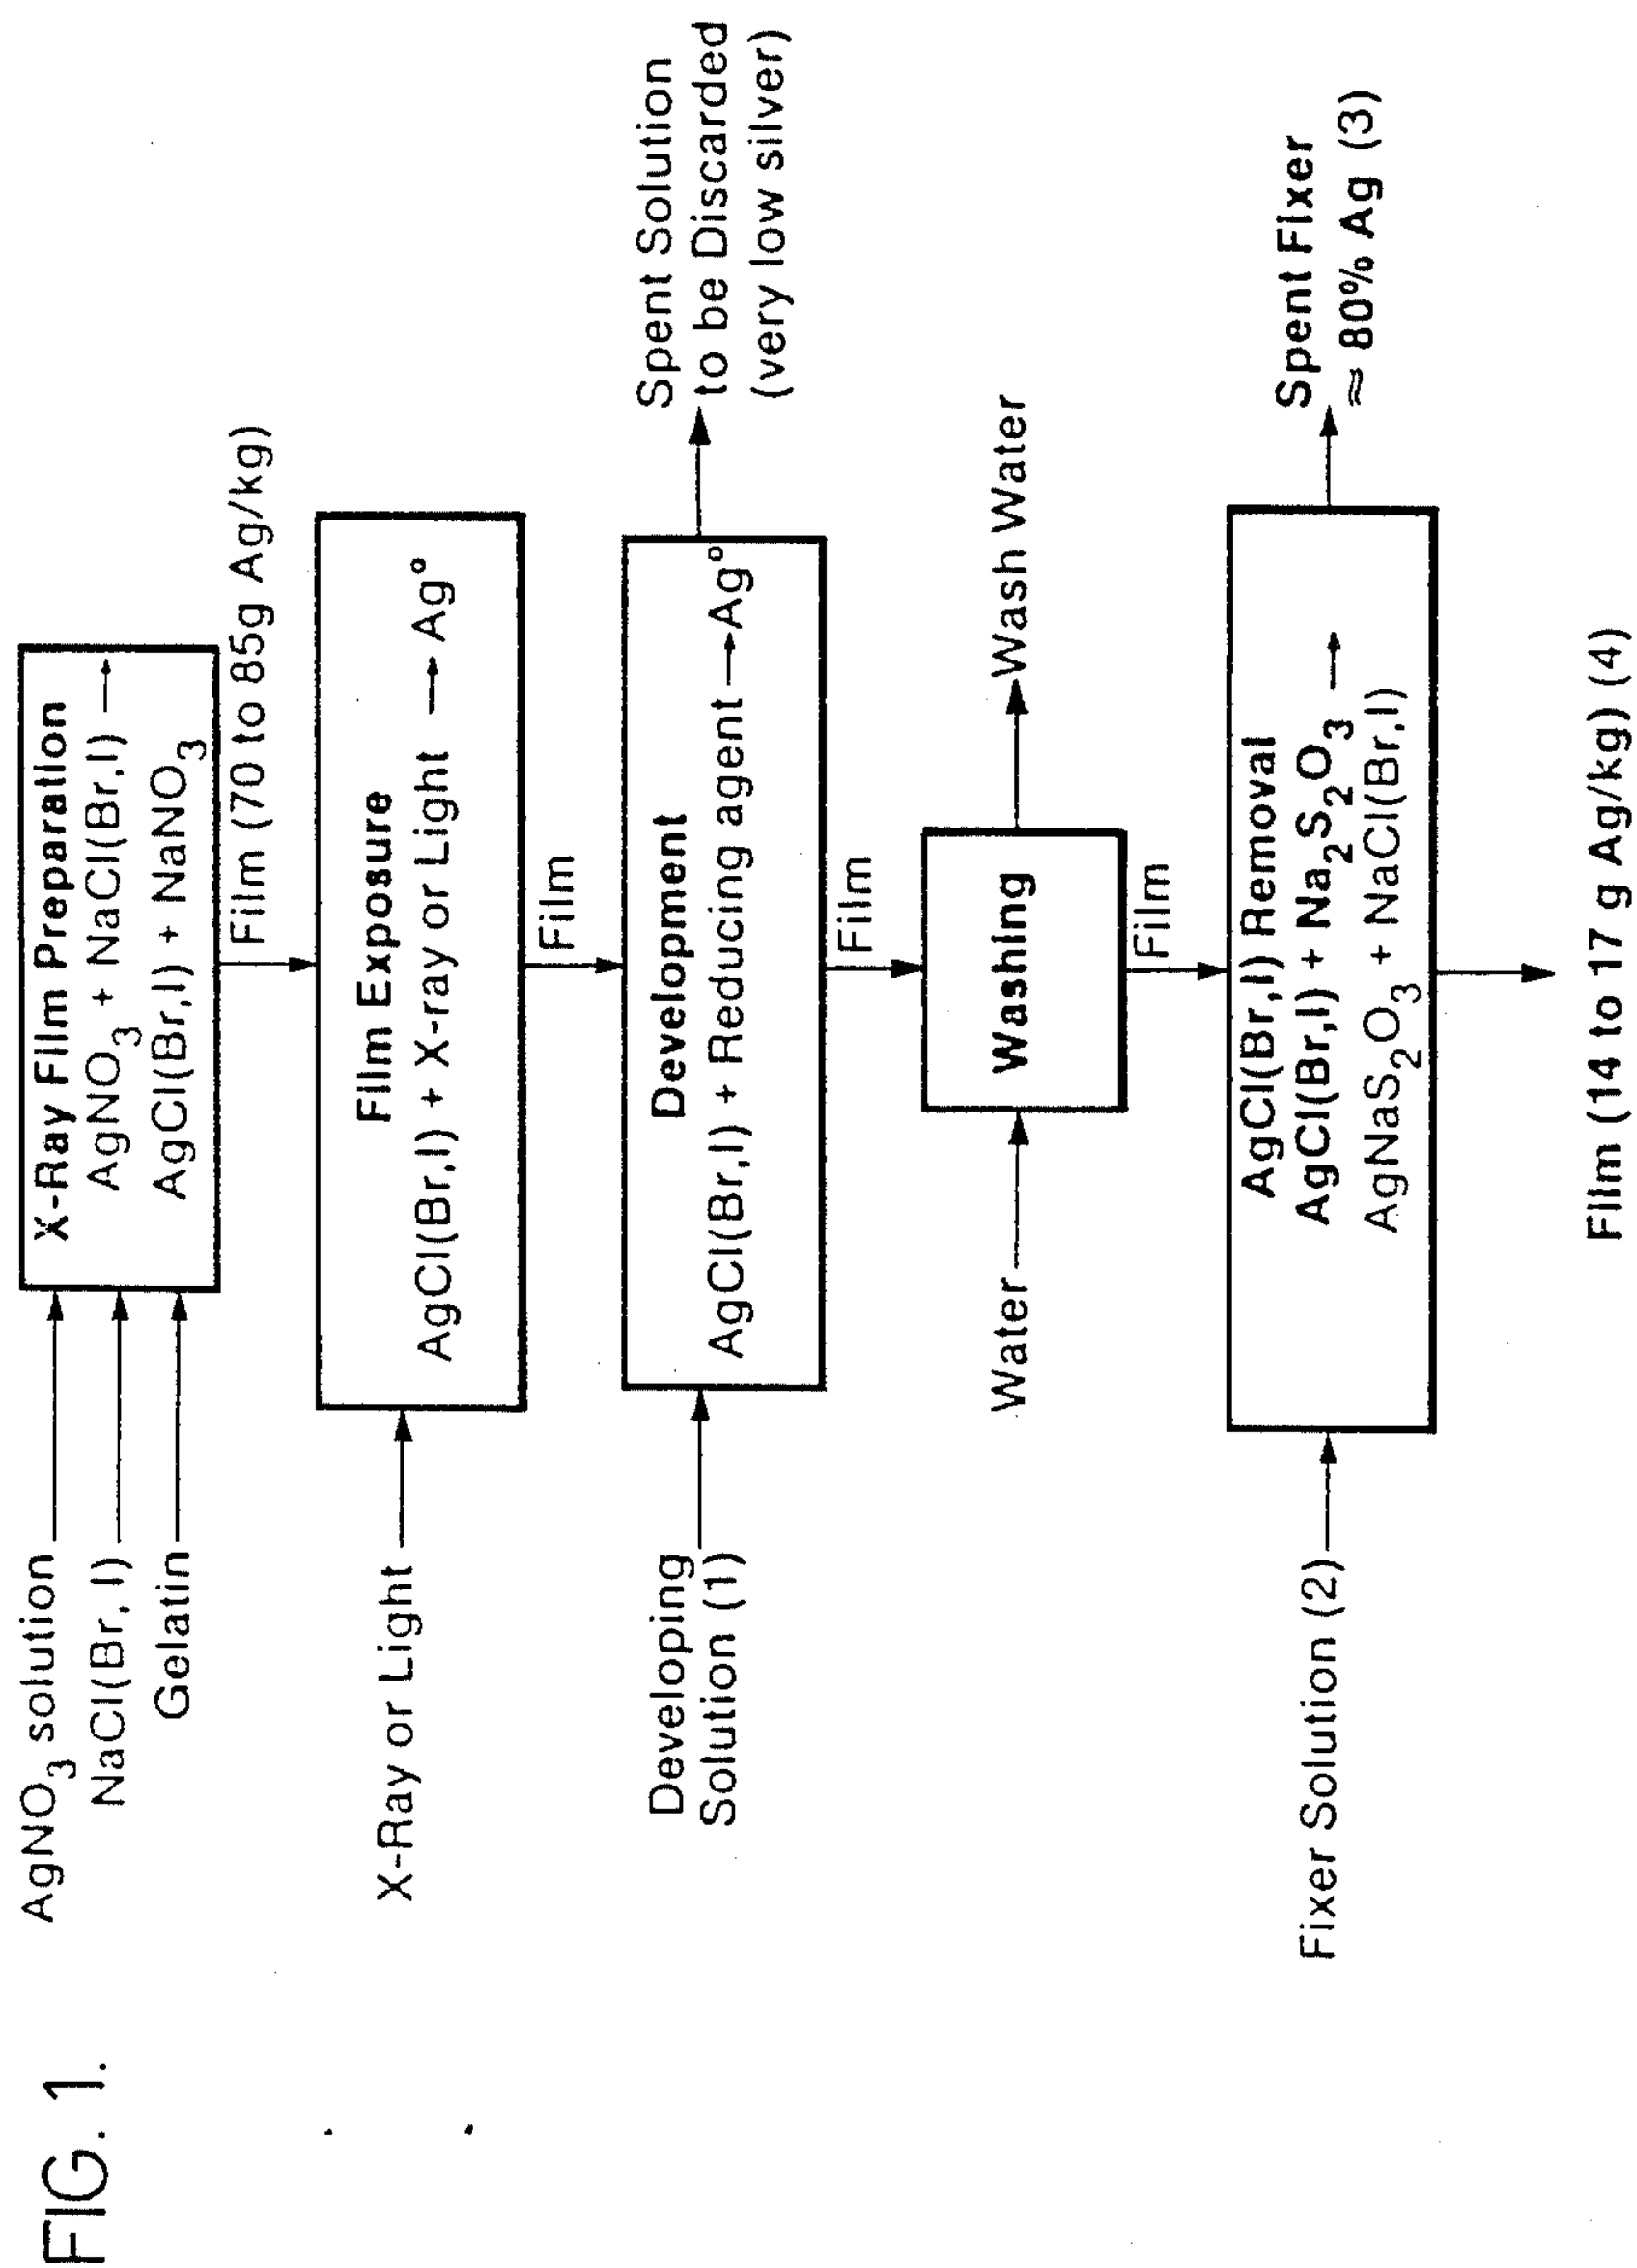 FIG. 1.
AgNO3 solution
NaCl(Br, I)
Gelatin
X-Ray Film Preparation
AgNO3 + NaCl(Br,I) →
AgCl(Br,I) + NaNO3
Film (70 to 85g Ag/kg)
X-Ray or Light
Film Exposure
AgCl(Br,I) + X-ray or Light → Ag°
Film
Developing
Solution (1)
Development
AgCl(Br,I) + Reducing agent → Ag°
Spent Solution
to be Discarded
(very low silver)
Film
Water
Washing
Wash Water
Film
Fixer Solution (2)
AgCl(Br,I) Removal
AgCl(Br,I) + Na2S2O3 →
AgNaS2O3 + NaCl(Br,I)
Spent Fixer
≈ 80% Ag (3)
Film (14 to 17 g Ag/kg) (4)